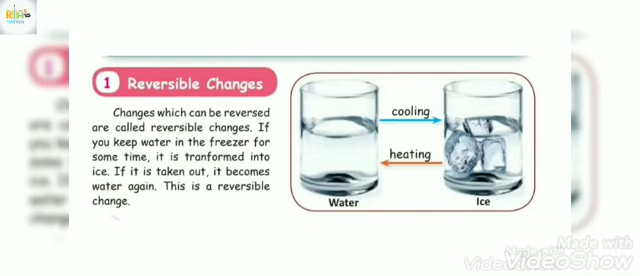 1 Reversible Changes
Changes which can be reversed
are called reversible changes. If
you keep water in the freezer for
some time, it is tranformed into
ice. If it is taken out, it becomes
water again. This is a reversible
change.
cooling
heating
Water
Ice
Made with
VideoShow